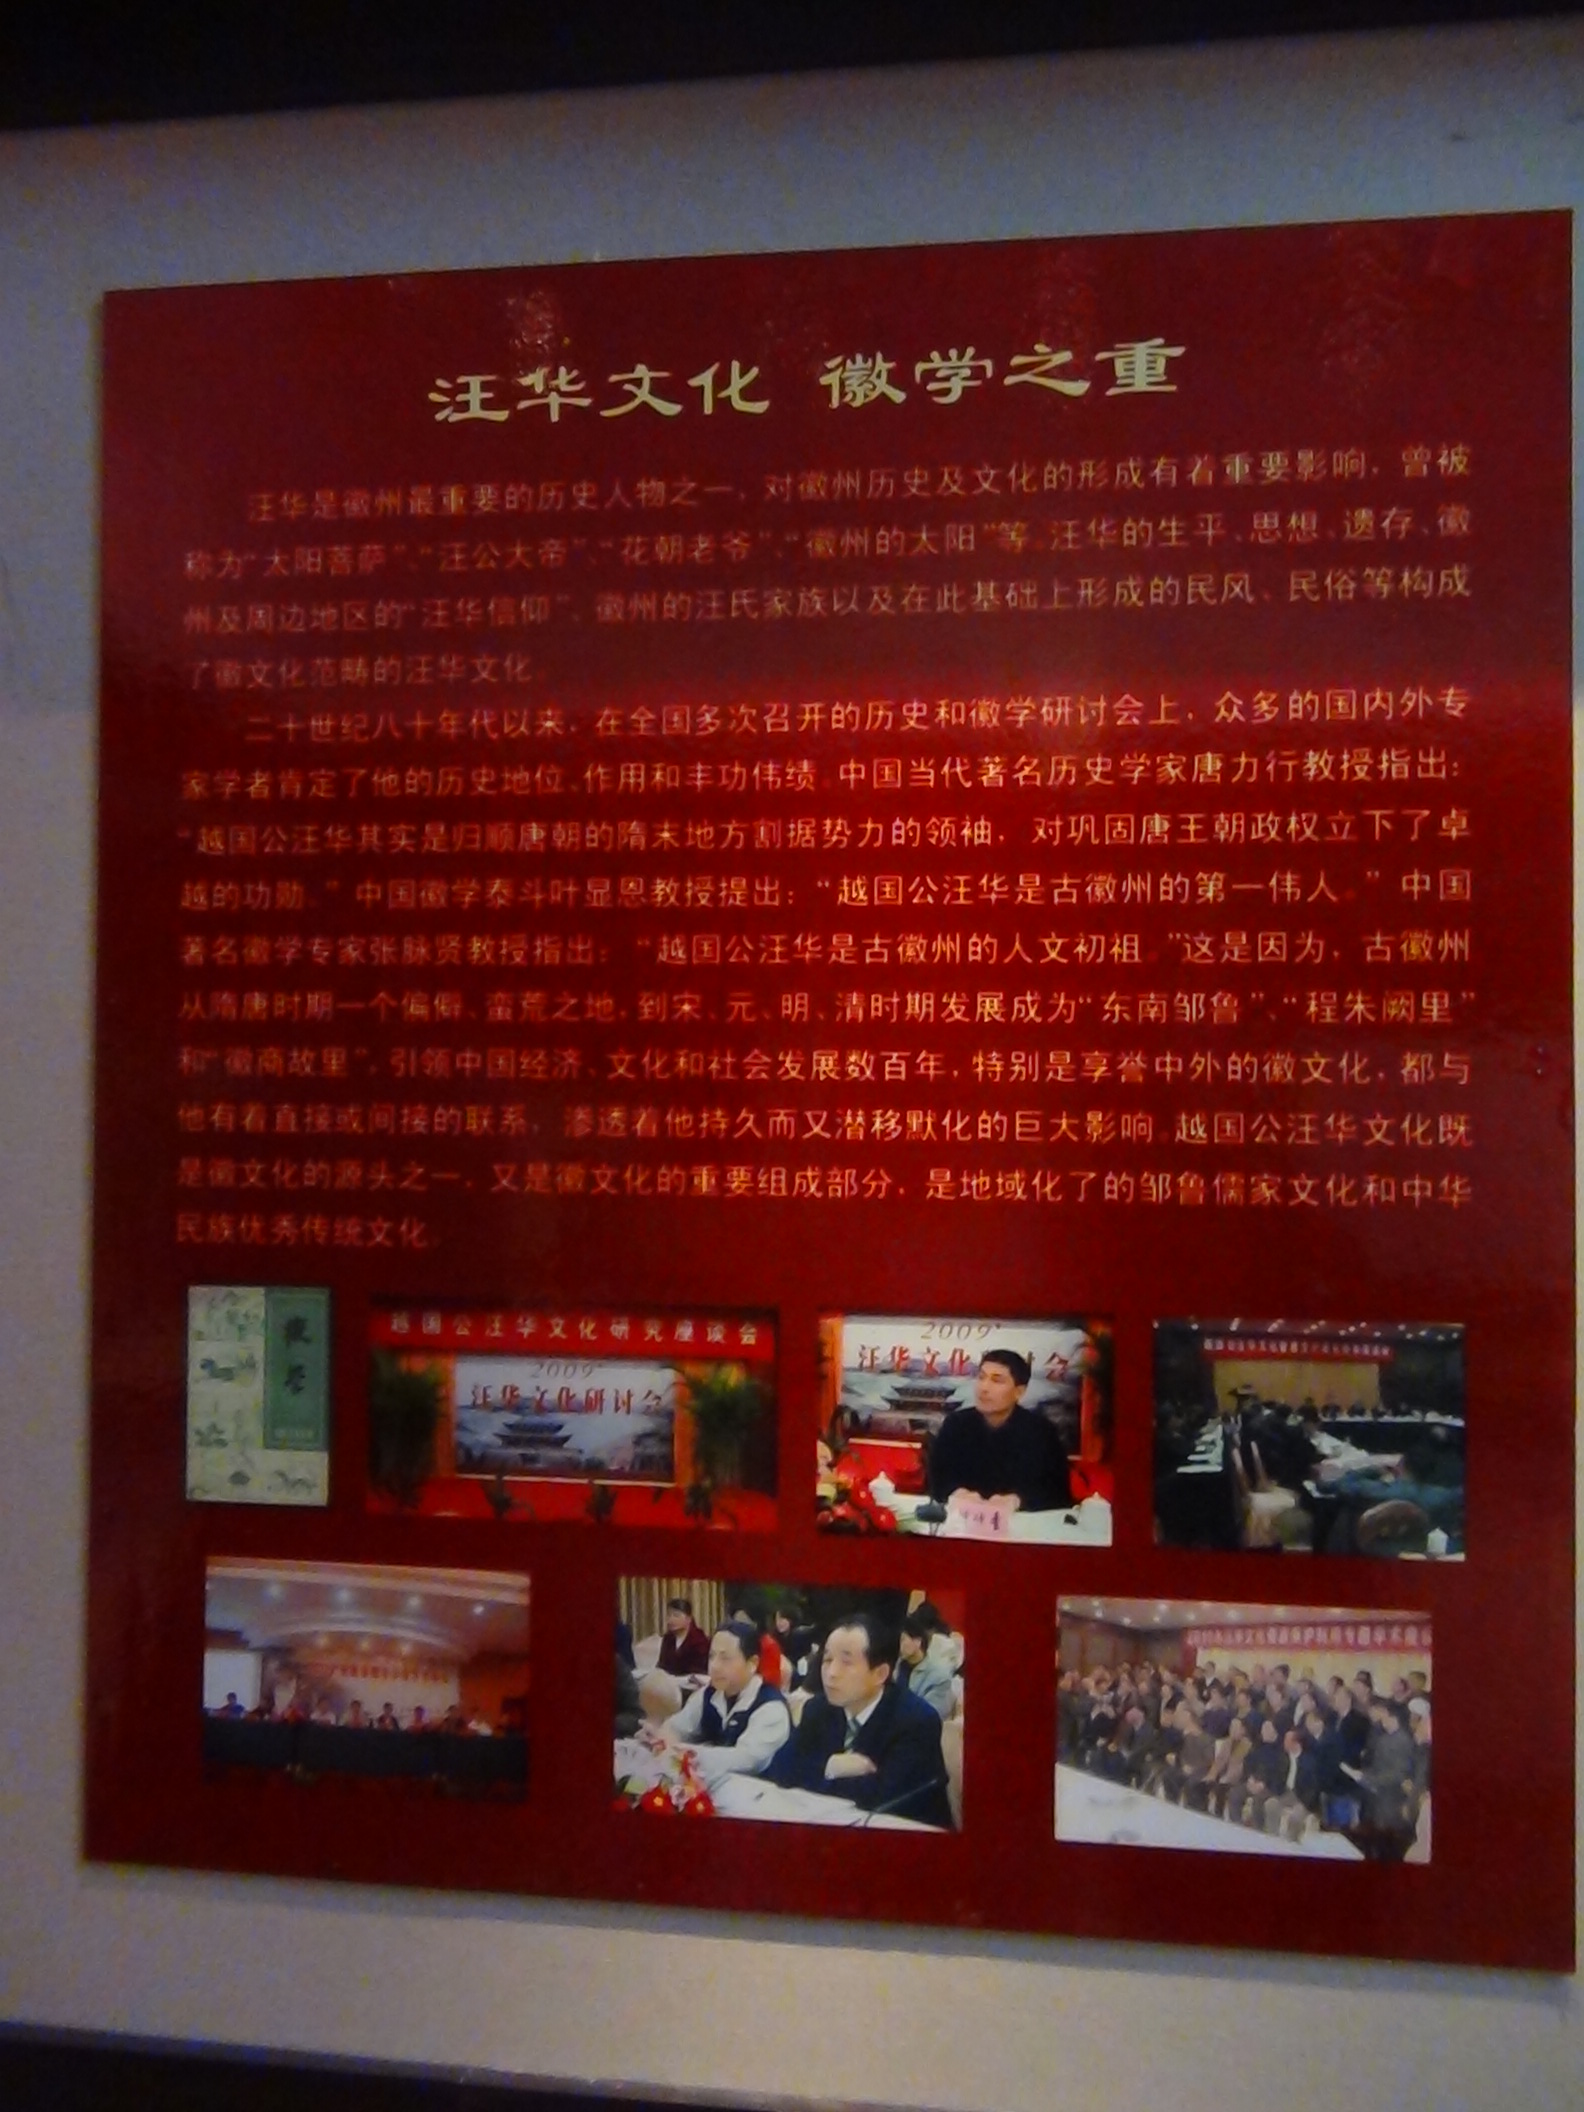 汪华文化 徽学之重
汪华是徽州最重要的历史人物之一，对徽州历史及文化的形成有着重要影响，曾被
称为“太阳菩萨”、“汪公大帝”、“花朝老爷”、“徽州的太阳”等。汪华的生平、思想、遗存、徽
州及周边地区的“汪华信仰”、徽州的汪氏家族以及在此基础上形成的民风、民俗等构成
了徽文化范畴的汪华文化。
二十世纪八十年代以来，在全国多次召开的历史和徽学研讨会上，众多的国内外专
家学者肯定了他的历史地位、作用和丰功伟绩。中国当代著名历史学家唐力行教授指出：
“越国公汪华其实是归顺唐朝的隋末地方割据势力的领袖，对巩固唐王朝政权立下了卓
越的功勋。”中国徽学泰斗叶显恩教授提出：“越国公汪华是古徽州的第一伟人。”中国
著名徽学专家张脉贤教授指出：“越国公汪华是古徽州的人文初祖。”这是因为，古徽州
从隋唐时期一个偏僻、蛮荒之地，到宋、元、明、清时期发展成为“东南邹鲁”、“程朱阙里”
和“徽商故里”，引领中国经济、文化和社会发展数百年，特别是享誉中外的徽文化，都与
他有着直接或间接的联系，渗透着他持久而又潜移默化的巨大影响。越国公汪华文化既
是徽文化的源头之一，又是徽文化的重要组成部分，是地域化了的邹鲁儒家文化和中华
民族优秀传统文化。
徽学
越国公汪华文化研究座谈会
2009'
汪华文化研讨会
2009'
汪华文化研 会